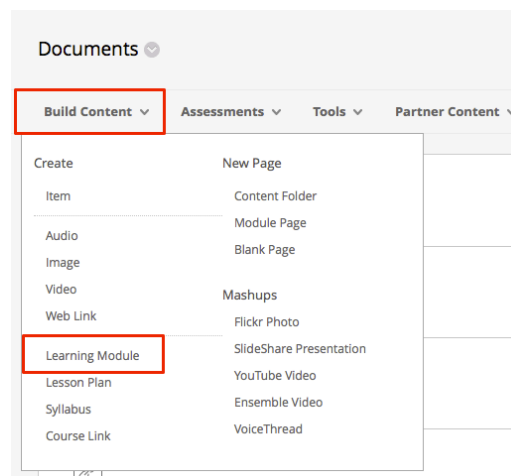 Documents
Build Content Assessments Tools Partner Content
Create
Item
Audio
Image
Video
Web Link
Learning Module
Lesson Plan
Syllabus
Course Link
New Page
Content Folder
Module Page
Blank Page
Mashups
Flickr Photo
SlideShare Presentation
YouTube Video
Ensemble Video
VoiceThread